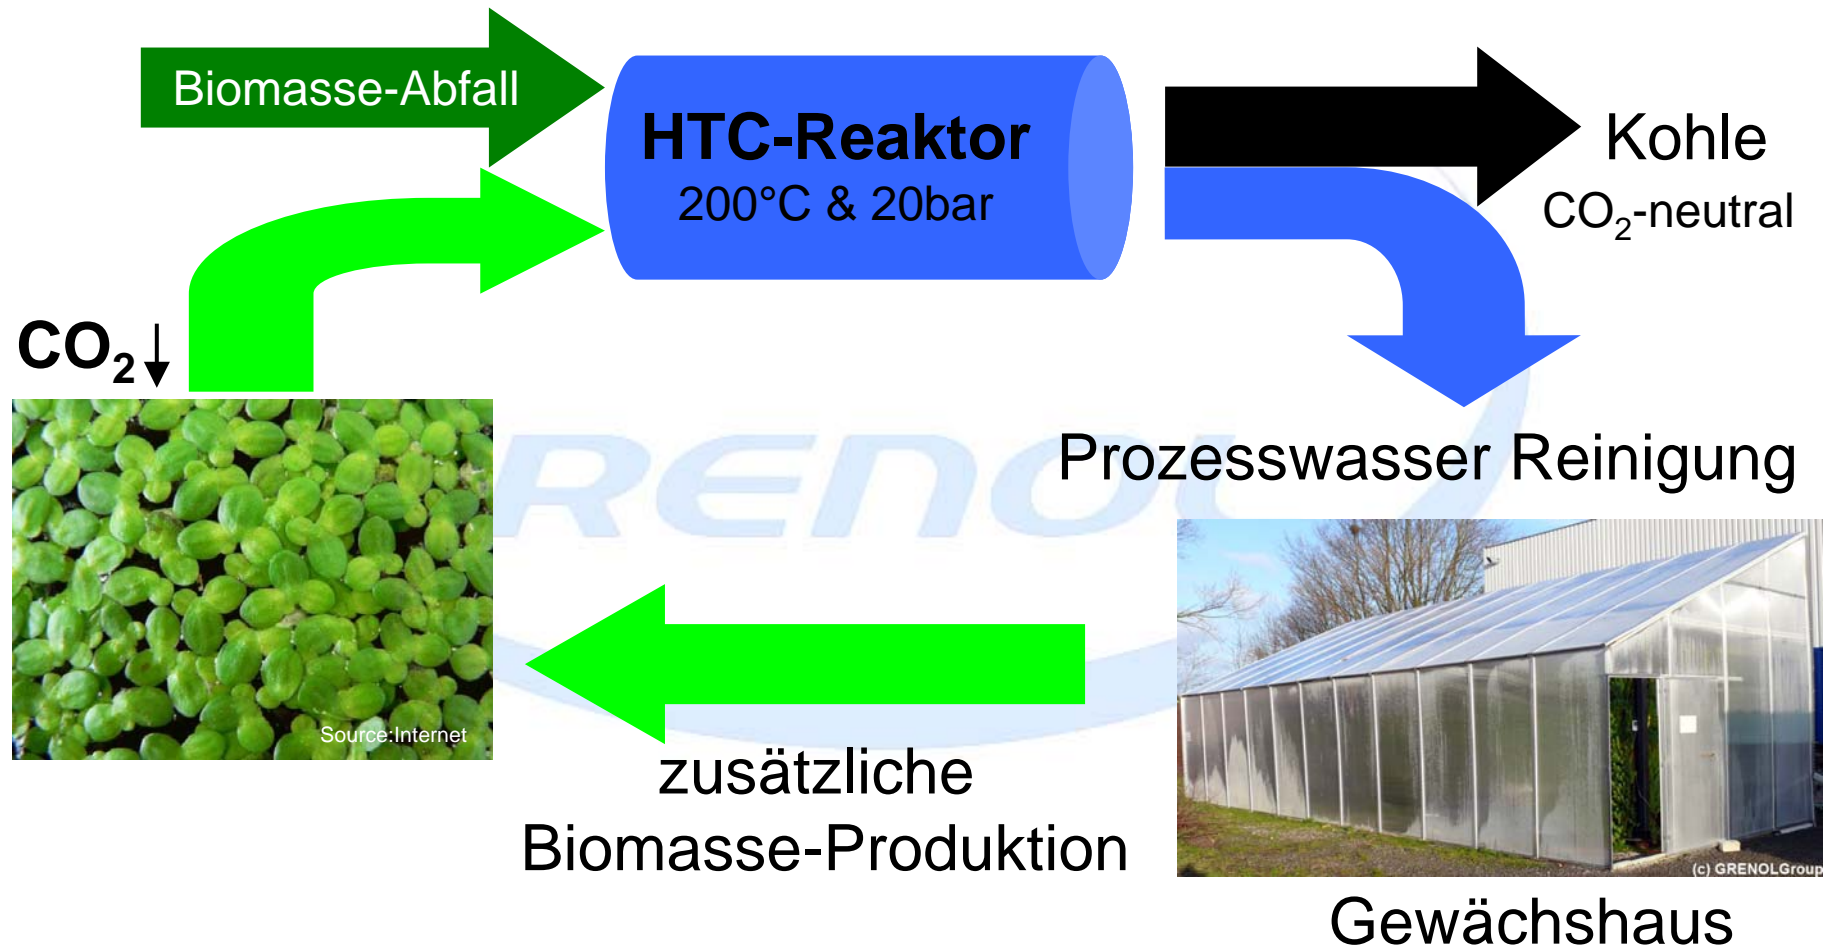 Biomasse-Abfall
HTC-Reaktor
200°C & 20bar
Kohle
CO₂-neutral
CO₂↓
Prozesswasser Reinigung
RENOL
Source:Internet
zusätzliche
Biomasse-Produktion
(c) GRENOLGroup
Gewächshaus